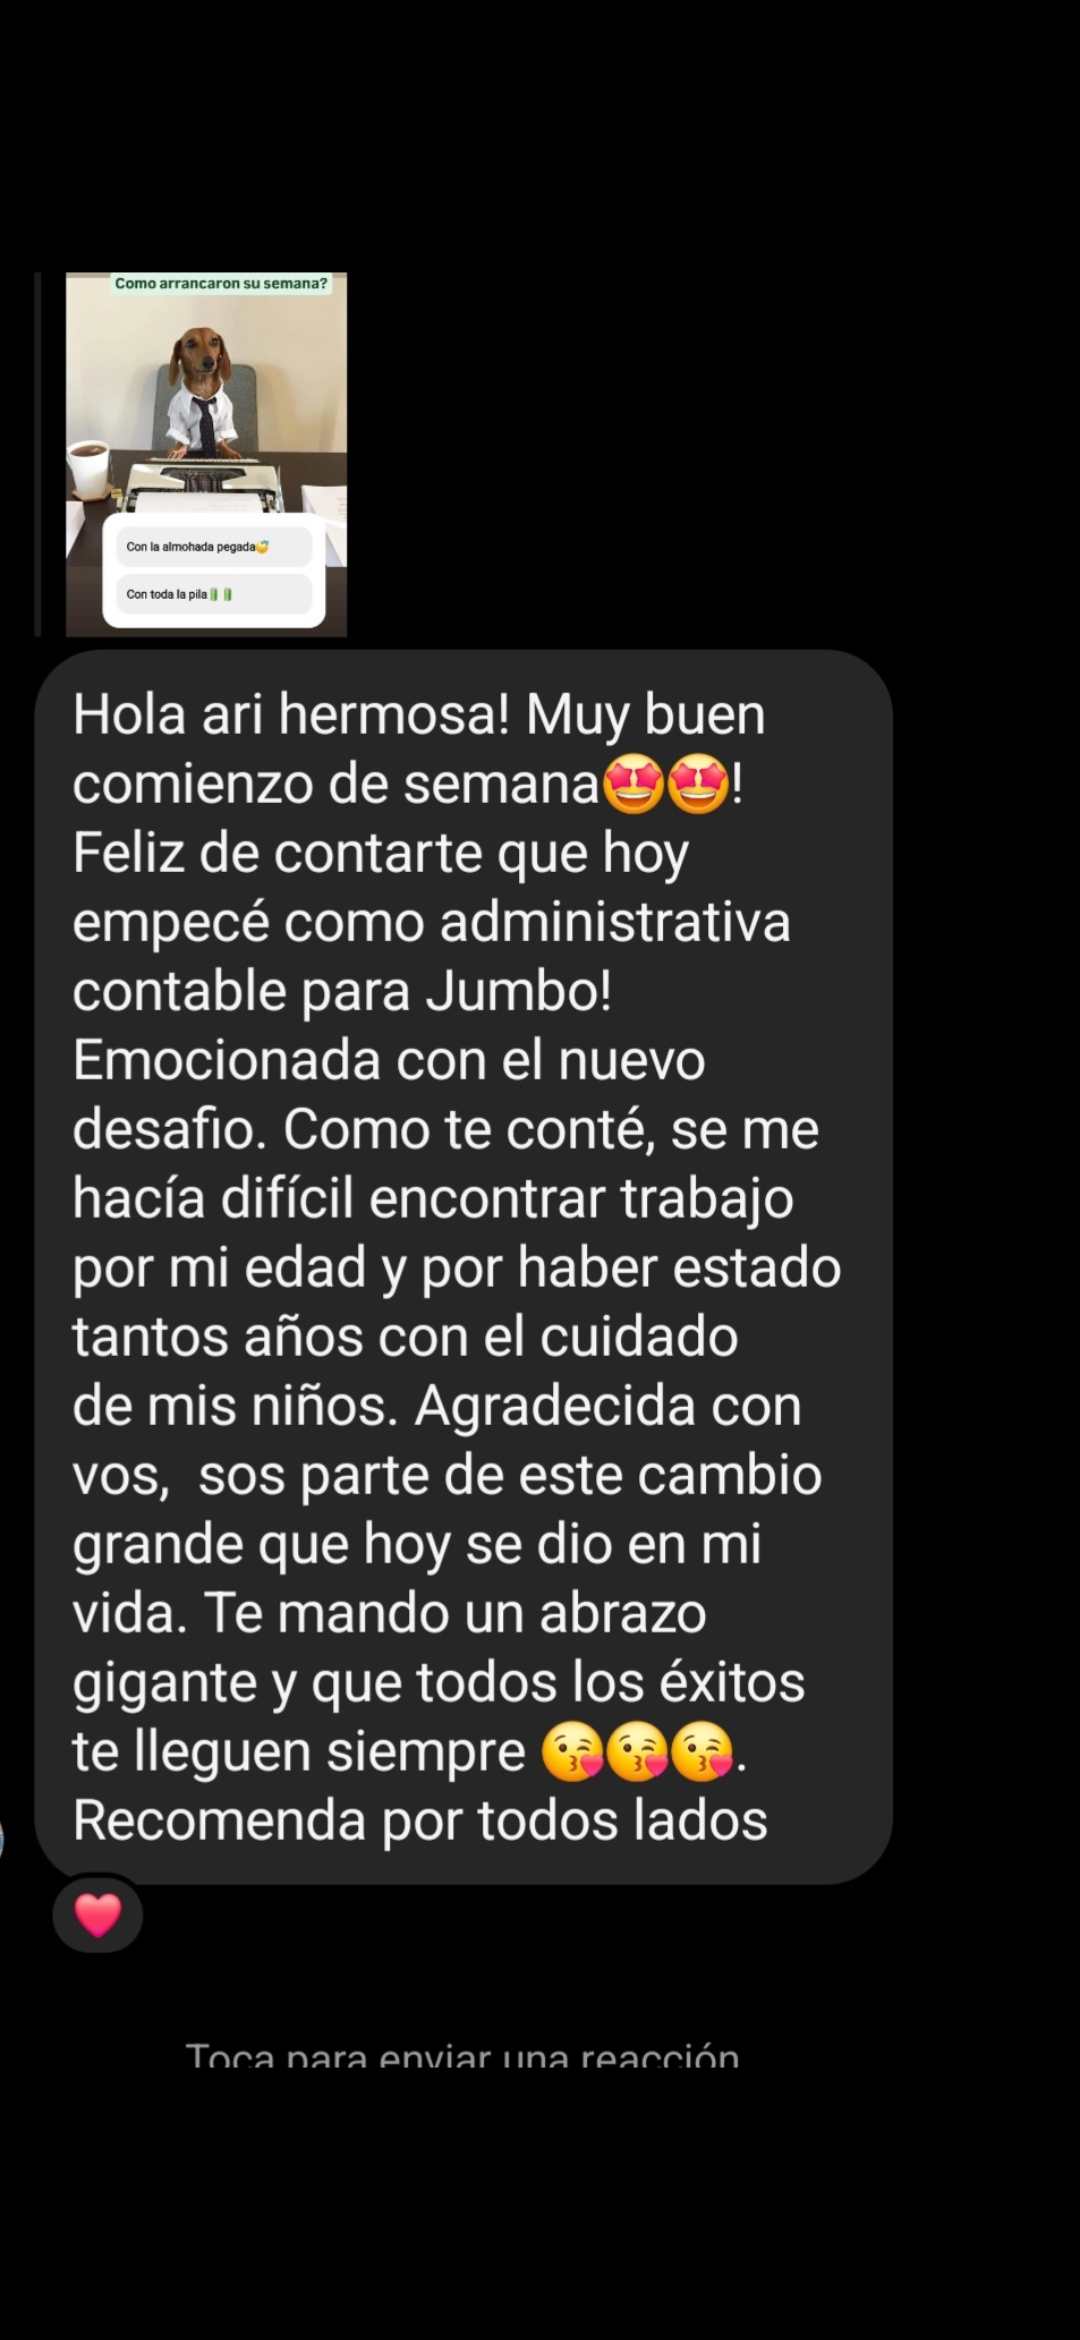 Como arrancaron su semana?
Con la almohada pegada😴
Con toda la pila🔋🔋
Hola ari hermosa! Muy buen
comienzo de semana🤩🤩!
Feliz de contarte que hoy
empecé como administrativa
contable para Jumbo!
Emocionada con el nuevo
desafio. Como te conté, se me
hacía difícil encontrar trabajo
por mi edad y por haber estado
tantos años con el cuidado
de mis niños. Agradecida con
vos,  sos parte de este cambio
grande que hoy se dio en mi
vida. Te mando un abrazo
gigante y que todos los éxitos
te lleguen siempre 😘😘😘.
Recomenda por todos lados
❤️
Toca para enviar una reacción